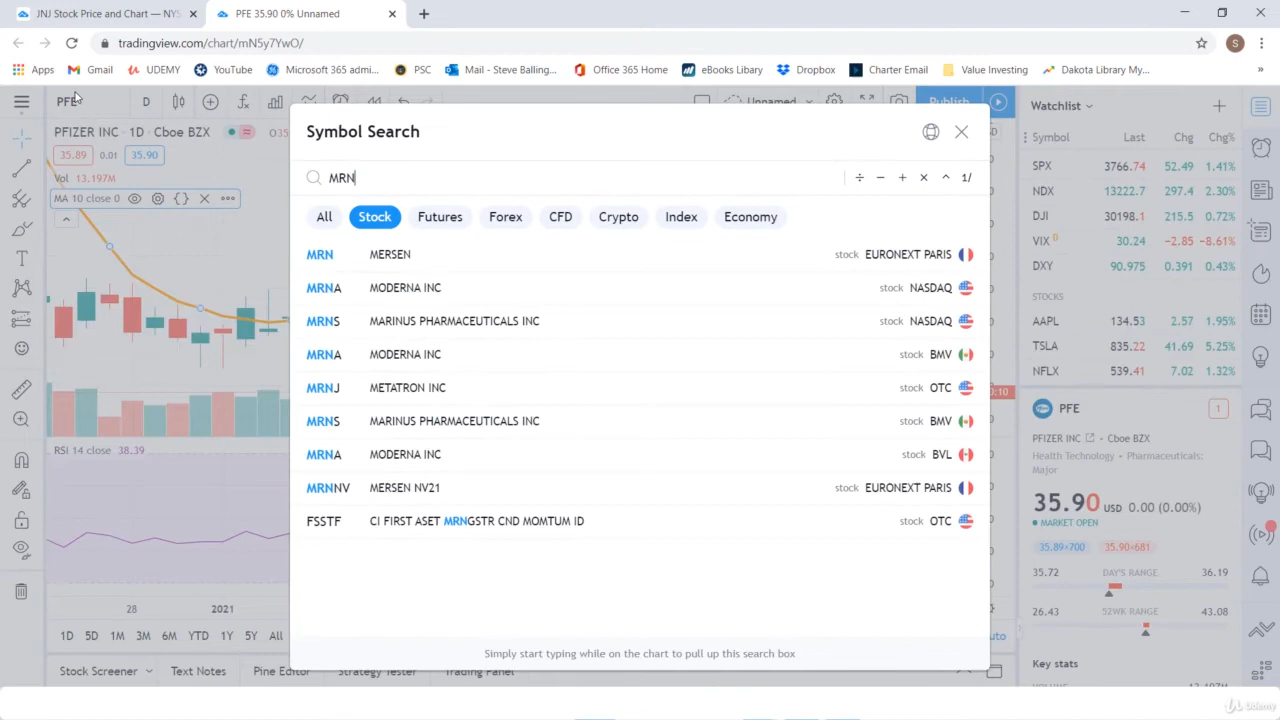 JNJ Stock Price and Chart — NYS
PFE 35.90 0% Unnamed
tradingview.com/chart/mN5y7YwO/
S
Apps Gmail UDEMY YouTube Microsoft 365 admi... PSC Mail - Steve Balling... Office 365 Home eBooks Libary Dropbox Charter Email Value Investing Dakota Library My... »
PFE D Unnamed Publish
PFIZER INC · 1D · Cboe BZX
35.89 0.01 35.90
Vol 13.197M
MA 10 close 0
RSI 14 close 38.39
28 2021
1D 5D 1M 3M 6M YTD 1Y 5Y All
Stock Screener Text Notes Pine Editor Strategy Tester Trading Panel
Symbol Search
MRN
÷ − + × ^ 1/
All Stock Futures Forex CFD Crypto Index Economy
MRN MERSEN stock EURONEXT PARIS
MRNA MODERNA INC stock NASDAQ
MRNS MARINUS PHARMACEUTICALS INC stock NASDAQ
MRNA MODERNA INC stock BMV
MRNJ METATRON INC stock OTC
MRNS MARINUS PHARMACEUTICALS INC stock BMV
MRNA MODERNA INC stock BVL
MRNNV MERSEN NV21 stock EURONEXT PARIS
FSSTF CI FIRST ASET MRNGSTR CND MOMTUM ID stock OTC
Simply start typing while on the chart to pull up this search box
Watchlist
Symbol Last Chg Chg%
SPX 3766.74 52.49 1.41%
NDX 13222.7 297.4 2.30%
DJI 30198.1 215.5 0.72%
VIX D 30.24 −2.85 −8.61%
DXY 90.975 0.391 0.43%
STOCKS
AAPL 134.53 2.57 1.95%
TSLA 835.22 41.69 5.25%
NFLX 539.41 7.02 1.32%
PFE 1
PFIZER INC · Cboe BZX
Health Technology · Pharmaceuticals:
Major
35.90 USD 0.00 (0.00%)
MARKET OPEN
35.89×700 35.90×681
35.72 DAY'S RANGE 36.19
26.43 52WK RANGE 43.08
Key stats
Udemy